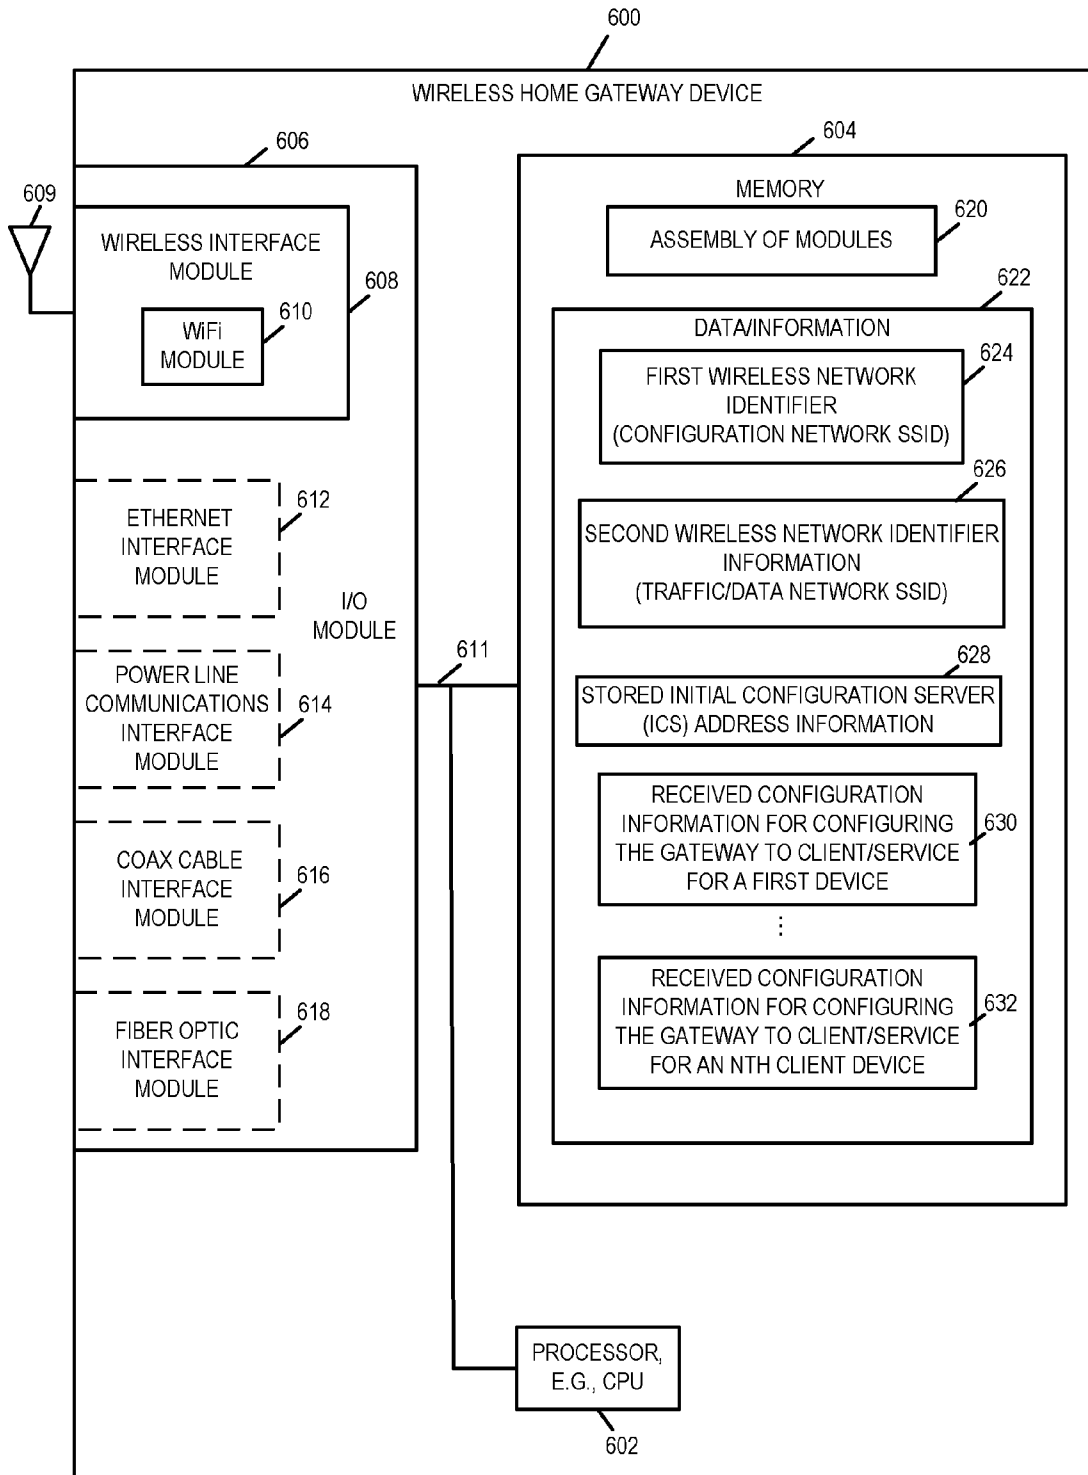 600
WIRELESS HOME GATEWAY DEVICE
606
604
609
MEMORY
620
ASSEMBLY OF MODULES
WIRELESS INTERFACE
MODULE
608
610
WiFi
MODULE
622
DATA/INFORMATION
624
FIRST WIRELESS NETWORK
IDENTIFIER
(CONFIGURATION NETWORK SSID)
626
SECOND WIRELESS NETWORK IDENTIFIER
INFORMATION
(TRAFFIC/DATA NETWORK SSID)
612
ETHERNET
INTERFACE
MODULE
I/O
MODULE
611
628
STORED INITIAL CONFIGURATION SERVER
(ICS) ADDRESS INFORMATION
POWER LINE
COMMUNICATIONS
INTERFACE
MODULE
614
RECEIVED CONFIGURATION
INFORMATION FOR CONFIGURING
THE GATEWAY TO CLIENT/SERVICE
FOR A FIRST DEVICE
630
...
COAX CABLE
INTERFACE
MODULE
616
RECEIVED CONFIGURATION
INFORMATION FOR CONFIGURING
THE GATEWAY TO CLIENT/SERVICE
FOR AN NTH CLIENT DEVICE
632
618
FIBER OPTIC
INTERFACE
MODULE
PROCESSOR,
E.G., CPU
602